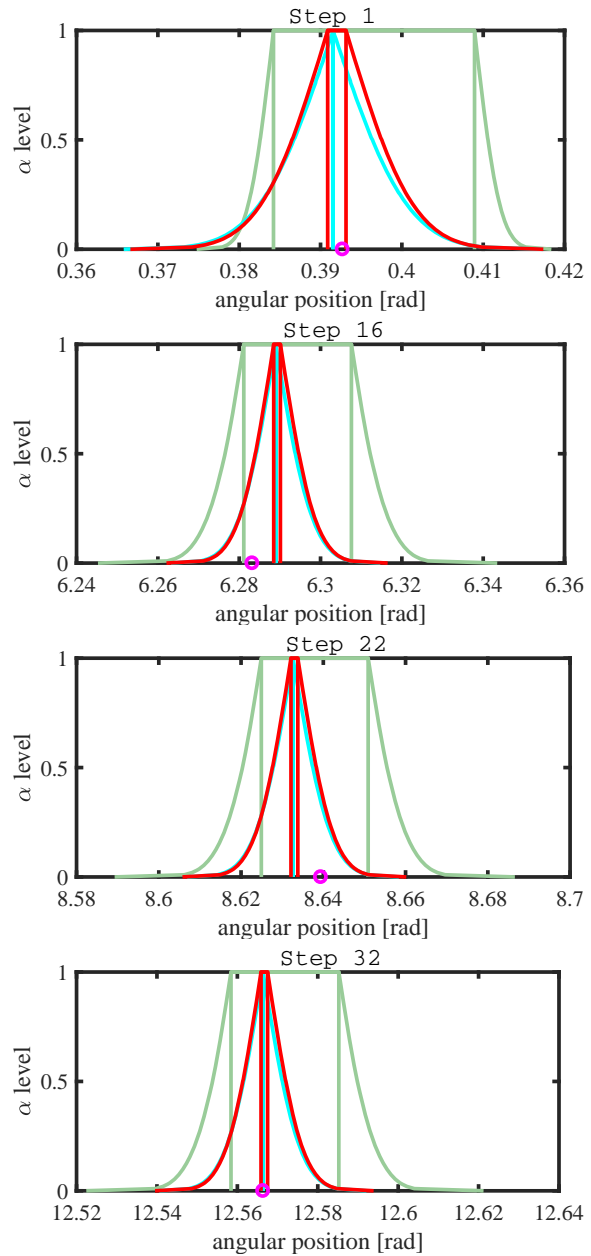 Step 1
1
0.5
0
α level
0.36 0.37 0.38 0.39 0.4 0.41 0.42
angular position [rad]
Step 16
1
0.5
0
α level
6.24 6.26 6.28 6.3 6.32 6.34 6.36
angular position [rad]
Step 22
1
0.5
0
α level
8.58 8.6 8.62 8.64 8.66 8.68 8.7
angular position [rad]
Step 32
1
0.5
0
α level
12.52 12.54 12.56 12.58 12.6 12.62 12.64
angular position [rad]